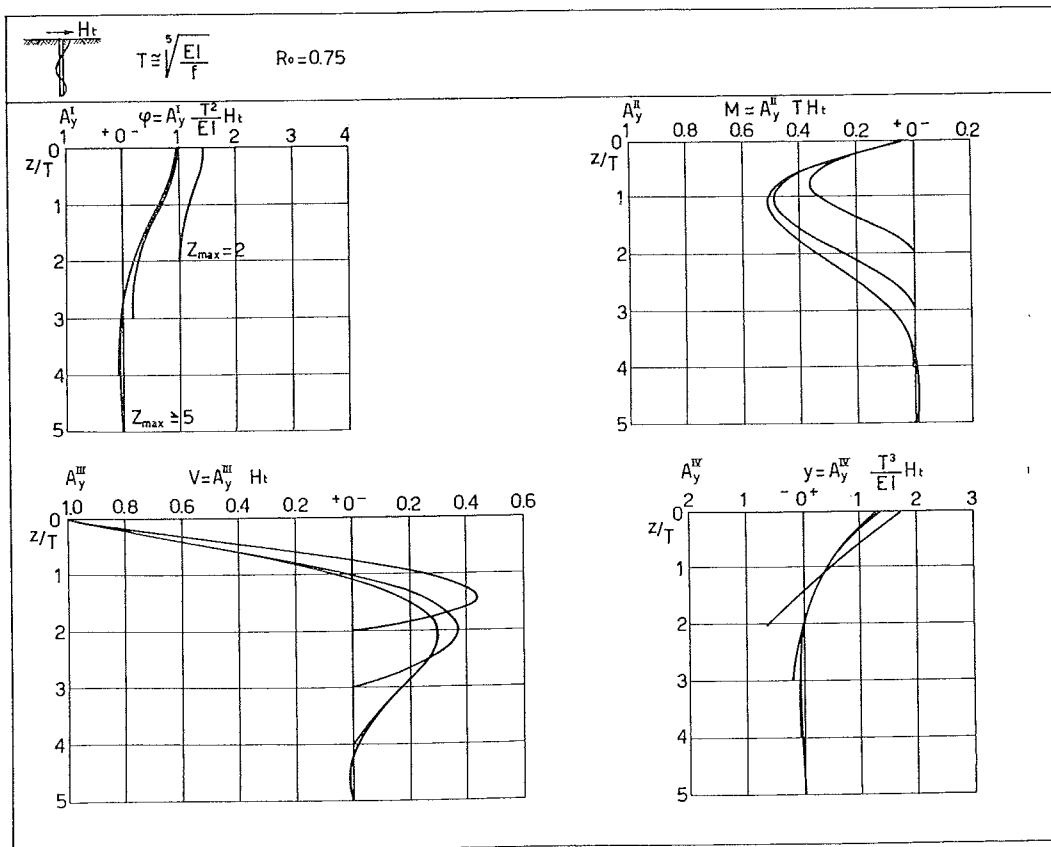 Ht
T ≅ ⁵√(EI/f) R₀=0.75
A_y^I φ=A_y^I T²/EI Ht
1 +0- 1 2 3 4
z/T
0
1
2
3
4
5
Zmax=2
Zmax≥5
A_y^II M=A_y^II T Ht
1 0.8 0.6 0.4 0.2 +0- 0.2
z/T
0
1
2
3
4
5
A_y^III V=A_y^III Ht
1.0 0.8 0.6 0.4 0.2 +0- 0.2 0.4 0.6
z/T
0
1
2
3
4
5
A_y^IV y=A_y^IV T³/EI Ht
2 1 -0+ 1 2 3
z/T
0
1
2
3
4
5